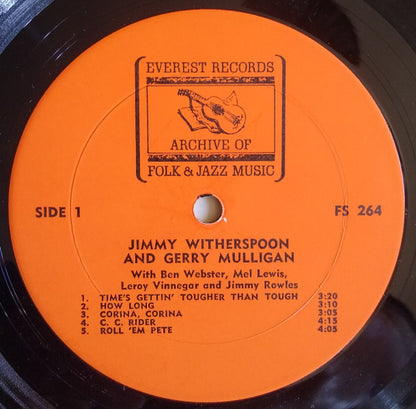 EVEREST RECORDS
ARCHIVE OF
FOLK & JAZZ MUSIC
SIDE 1 FS 264
JIMMY WITHERSPOON
AND GERRY MULLIGAN
With Ben Webster, Mel Lewis,
Leroy Vinnegar and Jimmy Rowles
1. TIME'S GETTIN' TOUGHER THAN TOUGH 3:20
2. HOW LONG 3:10
3. CORINA, CORINA 3:05
4. C. C. RIDER 4:15
5. ROLL 'EM PETE 4:05